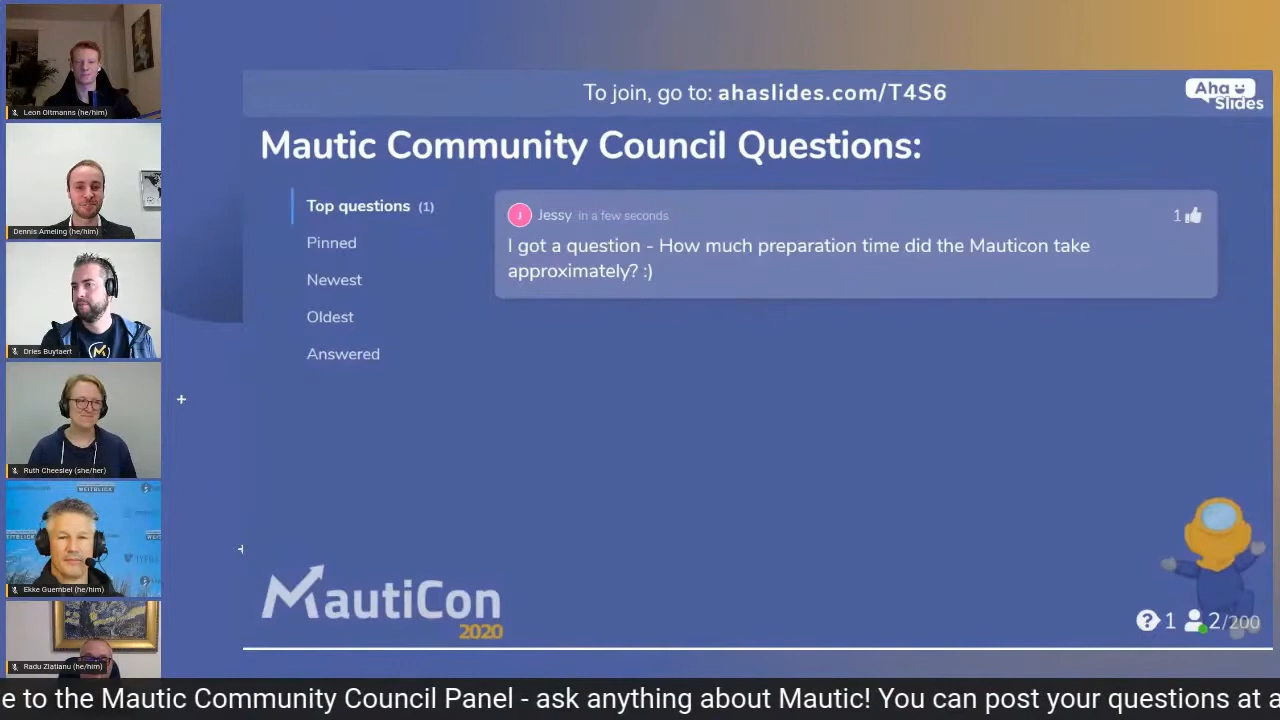 To join, go to: ahaslides.com/T4S6
Aha
Slides
Mautic Community Council Questions:
Top questions (1)
Pinned
Newest
Oldest
Answered
J
Jessy in a few seconds
1
I got a question - How much preparation time did the Mauticon take
approximately? :)
Leon Oltmanns (he/him)
Dennis Ameling (he/him)
Dries Buytaert
Ruth Cheesley (she/her)
WEITBLICK
Ekke Guembel (he/him)
Radu Zlatianu (he/him)
MautiCon
2020
? 1 2/200
e to the Mautic Community Council Panel - ask anything about Mautic! You can post your questions at a